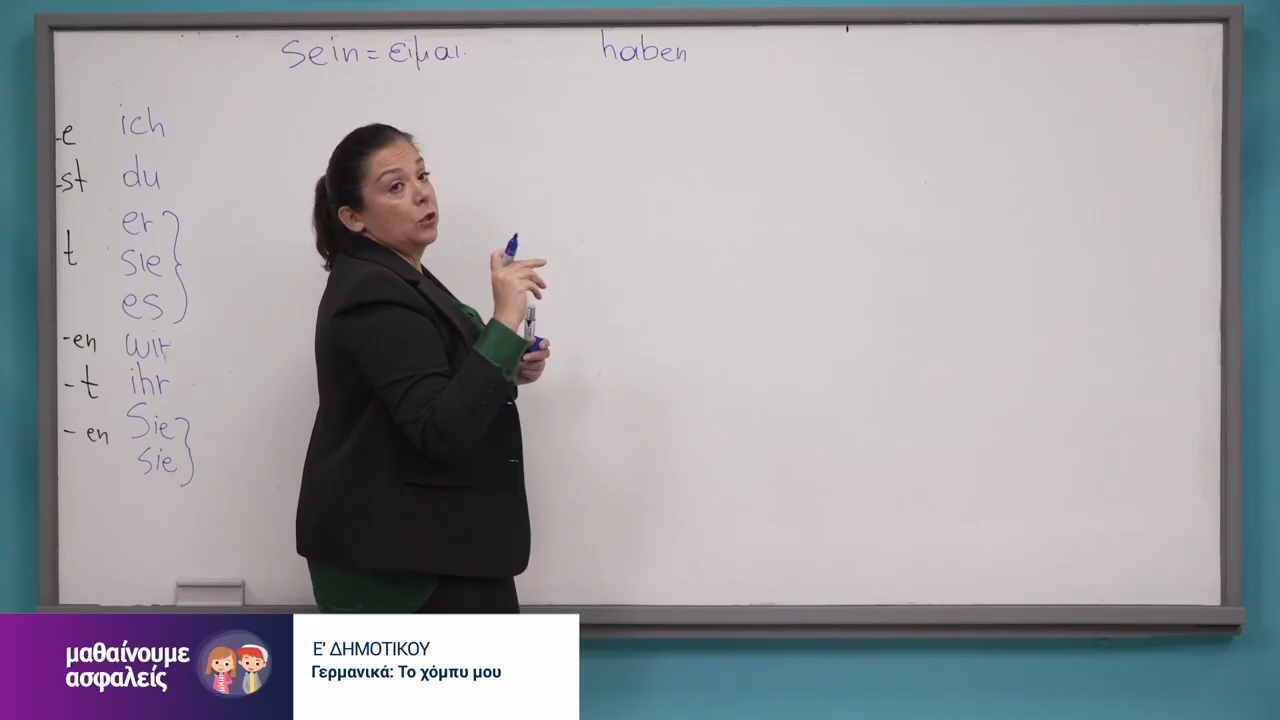 sein = είμαι haben
-e ich
-st du
er
t sie
es
-en wir
-t ihr
-en Sie
sie
μαθαίνουμε
ασφαλείς
Ε' ΔΗΜΟΤΙΚΟΥ
Γερμανικά: Το χόμπυ μου